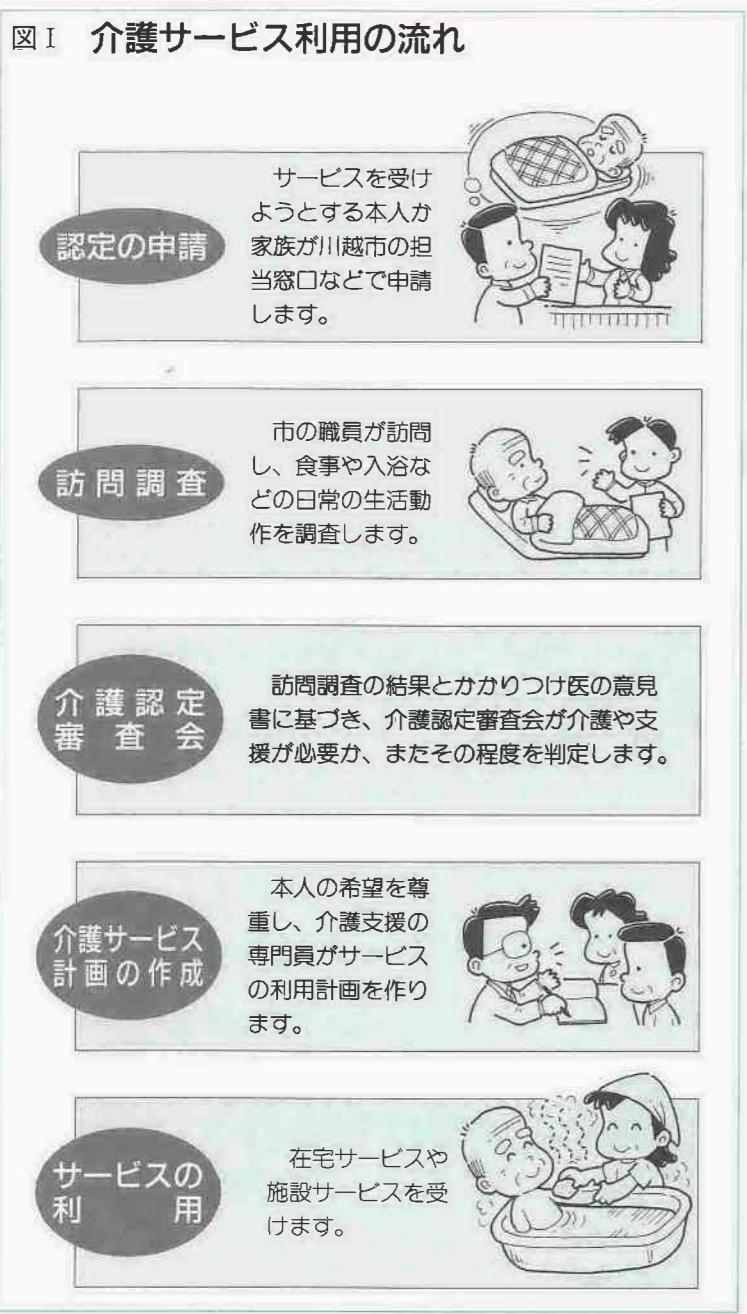 図Ⅰ 介護サービス利用の流れ
認定の申請
サービスを受け
ようとする本人か
家族が川越市の担
当窓口などで申請
します。
訪問調査
市の職員が訪問
し、食事や入浴な
どの日常の生活動
作を調査します。
介護認定
審査会
訪問調査の結果とかかりつけ医の意見
書に基づき、介護認定審査会が介護や支
援が必要か、またその程度を判定します。
介護サービス
計画の作成
本人の希望を尊
重し、介護支援の
専門員がサービス
の利用計画を作り
ます。
サービスの
利用
在宅サービスや
施設サービスを受
けます。